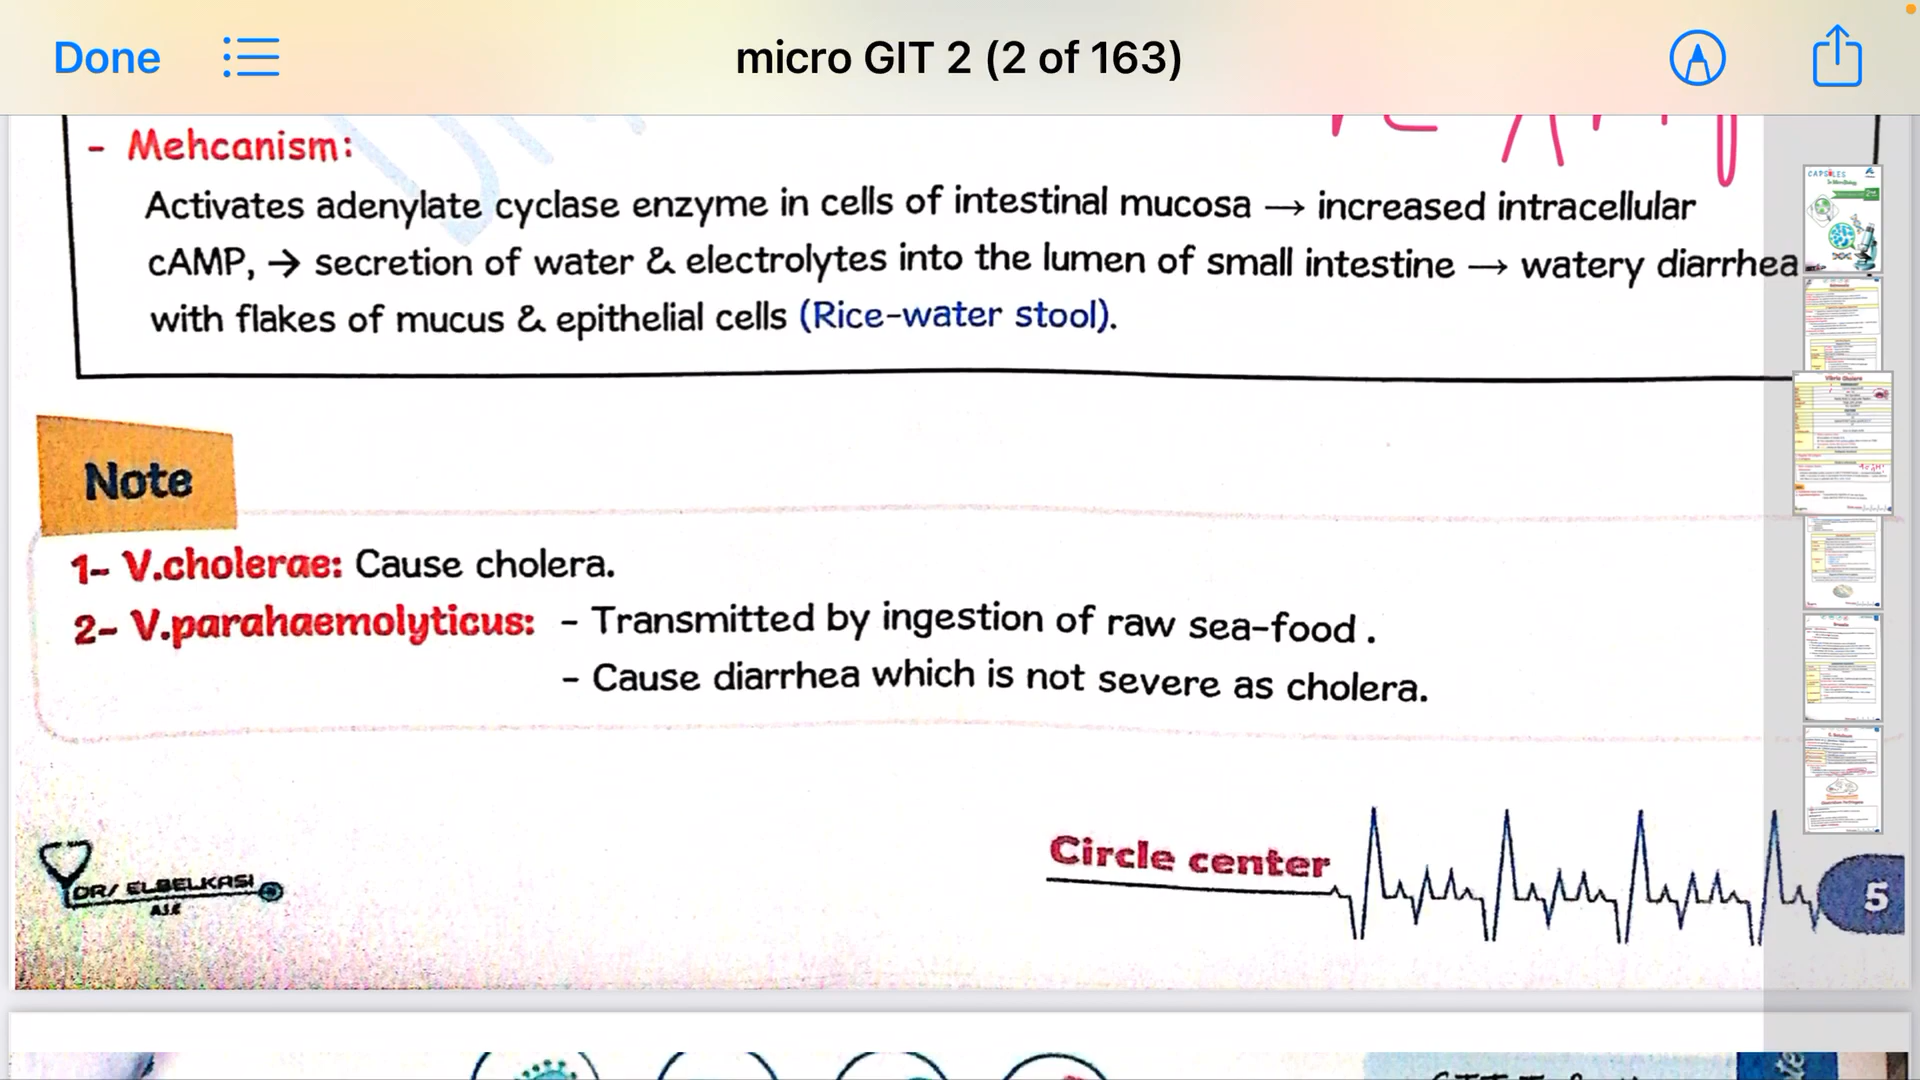 Done
micro GIT 2 (2 of 163)
- Mehcanism:
Activates adenylate cyclase enzyme in cells of intestinal mucosa → increased intracellular
cAMP, → secretion of water & electrolytes into the lumen of small intestine → watery diarrhea
with flakes of mucus & epithelial cells (Rice-water stool).
Note
1- V.cholerae: Cause cholera.
2- V.parahaemolyticus: - Transmitted by ingestion of raw sea-food .
- Cause diarrhea which is not severe as cholera.
Circle center
DR/ ELBELKASI
5
CAPSULES